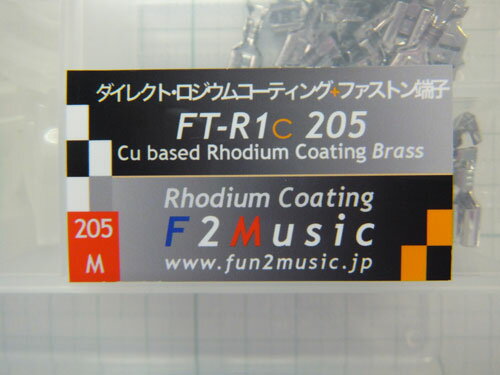 ダイレクト・ロジウムコーティング+ファストン端子
FT-R1C 205
Cu based Rhodium Coating Brass
Rhodium Coating
F2Music
www.fun2music.jp
205
M